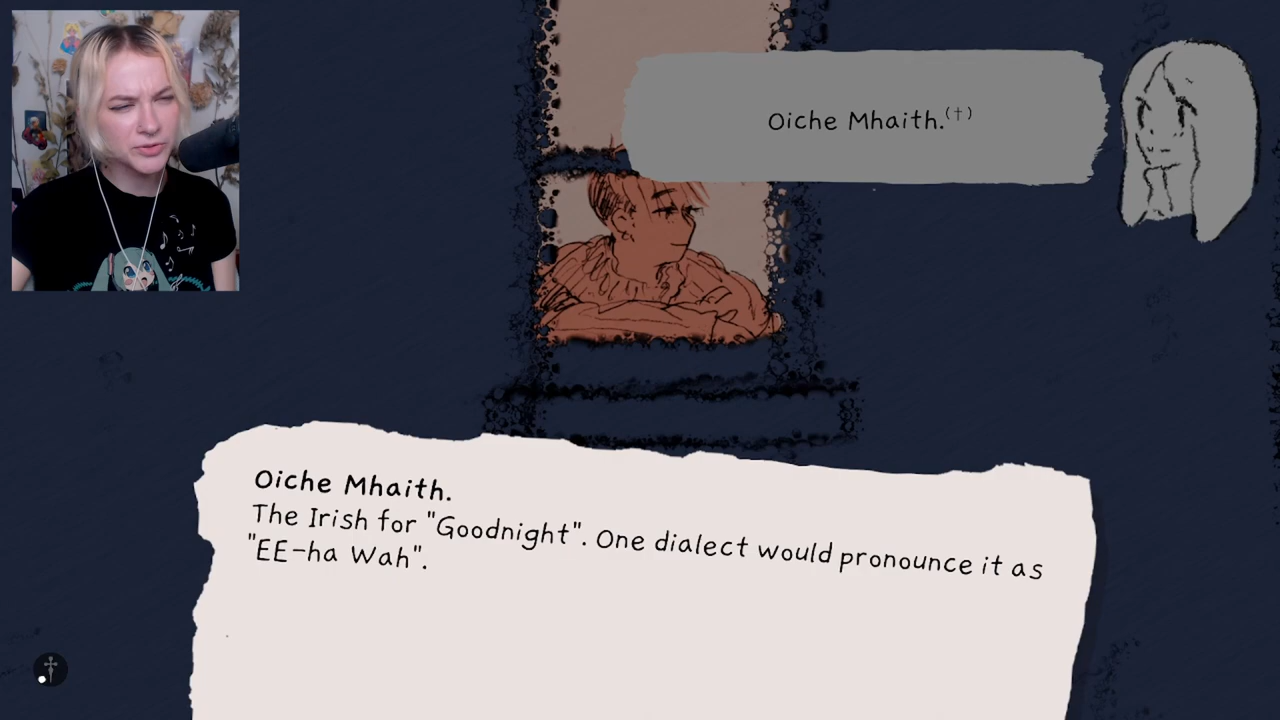 Oiche Mhaith.(†)
Oiche Mhaith.
The Irish for "Goodnight". One dialect would pronounce it as
"EE-ha Wah".